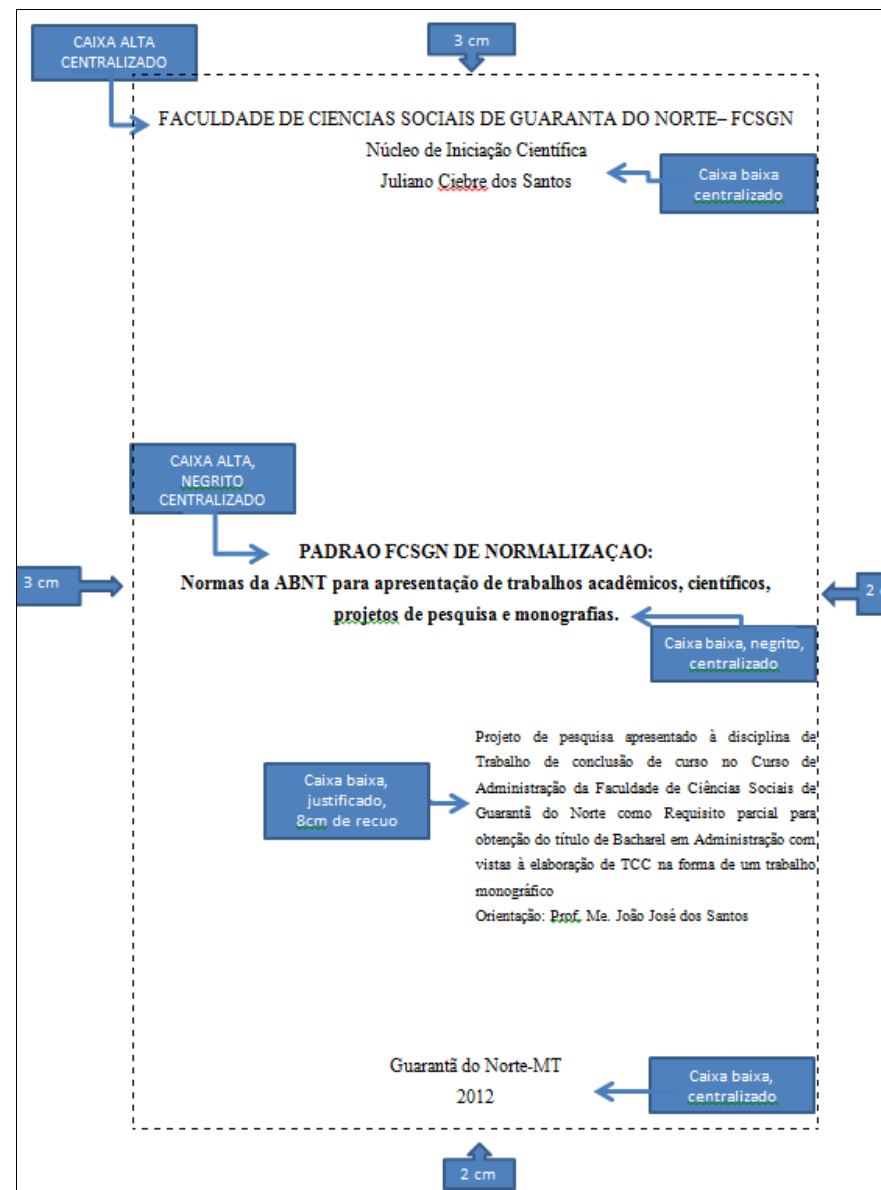 CAIXA ALTA
CENTRALIZADO
3 cm
FACULDADE DE CIENCIAS SOCIAIS DE GUARANTA DO NORTE– FCSGN
Núcleo de Iniciação Científica
Juliano Ciebre dos Santos
Caixa baixa
centralizado
CAIXA ALTA,
NEGRITO
CENTRALIZADO
PADRAO FCSGN DE NORMALIZAÇAO:
3 cm
Normas da ABNT para apresentação de trabalhos acadêmicos, científicos,
2
projetos de pesquisa e monografias.
Caixa baixa, negrito,
centralizado
Projeto de pesquisa apresentado à disciplina de
Trabalho de conclusão de curso no Curso de
Administração da Faculdade de Ciências Sociais de
Guarantã do Norte como Requisito parcial para
obtenção do título de Bacharel em Administração com
vistas à elaboração de TCC na forma de um trabalho
monográfico
Orientação: Prof. Me. João José dos Santos
Caixa baixa,
justificado,
8cm de recuo
Guarantã do Norte-MT
2012
Caixa baixa,
centralizado
2 cm